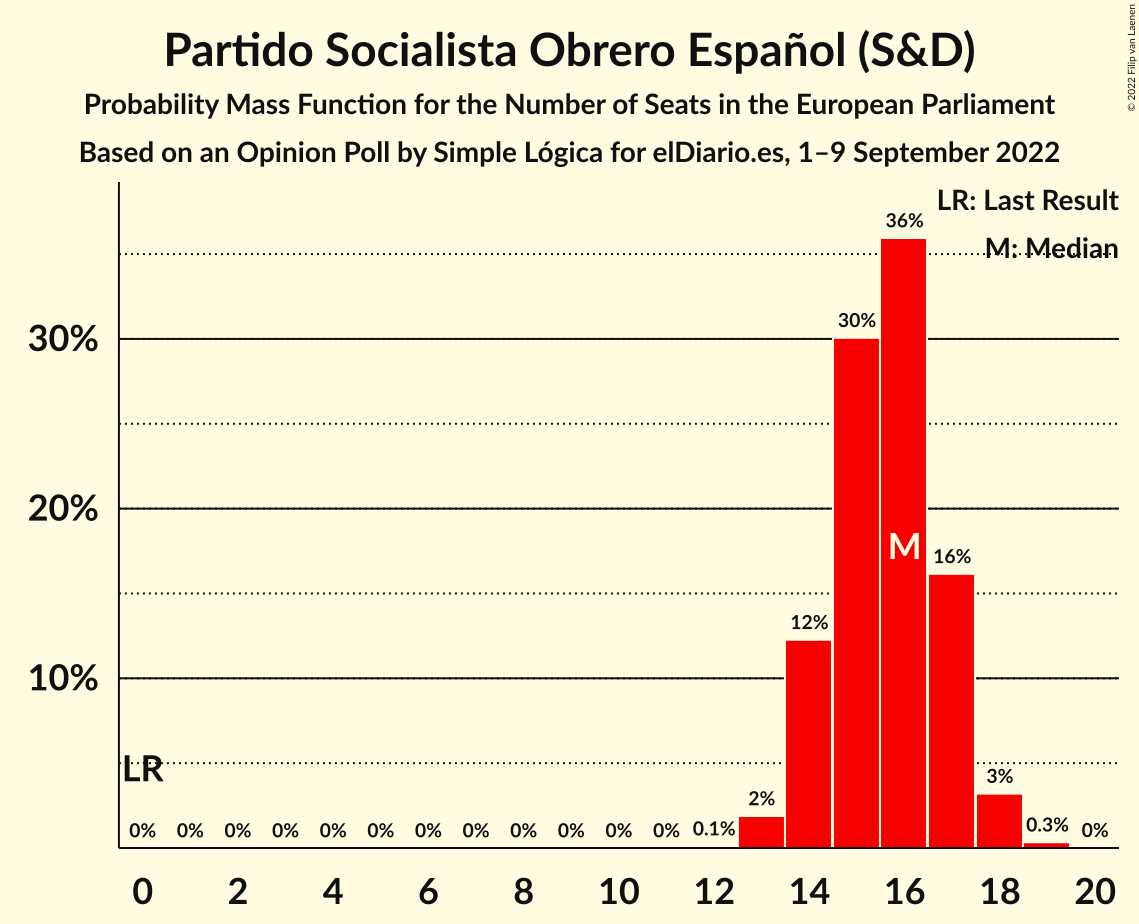 Partido Socialista Obrero Español (S&D)
Probability Mass Function for the Number of Seats in the European Parliament
Based on an Opinion Poll by Simple Lógica for elDiario.es, 1–9 September 2022
© 2022 Filip van Laenen
LR: Last Result
M: Median
36%
30%
30%
20%
M
16%
12%
10%
LR
3%
2%
0% 0% 0% 0% 0% 0% 0% 0% 0% 0% 0% 0% 0.1% 0.3% 0%
0 2 4 6 8 10 12 14 16 18 20